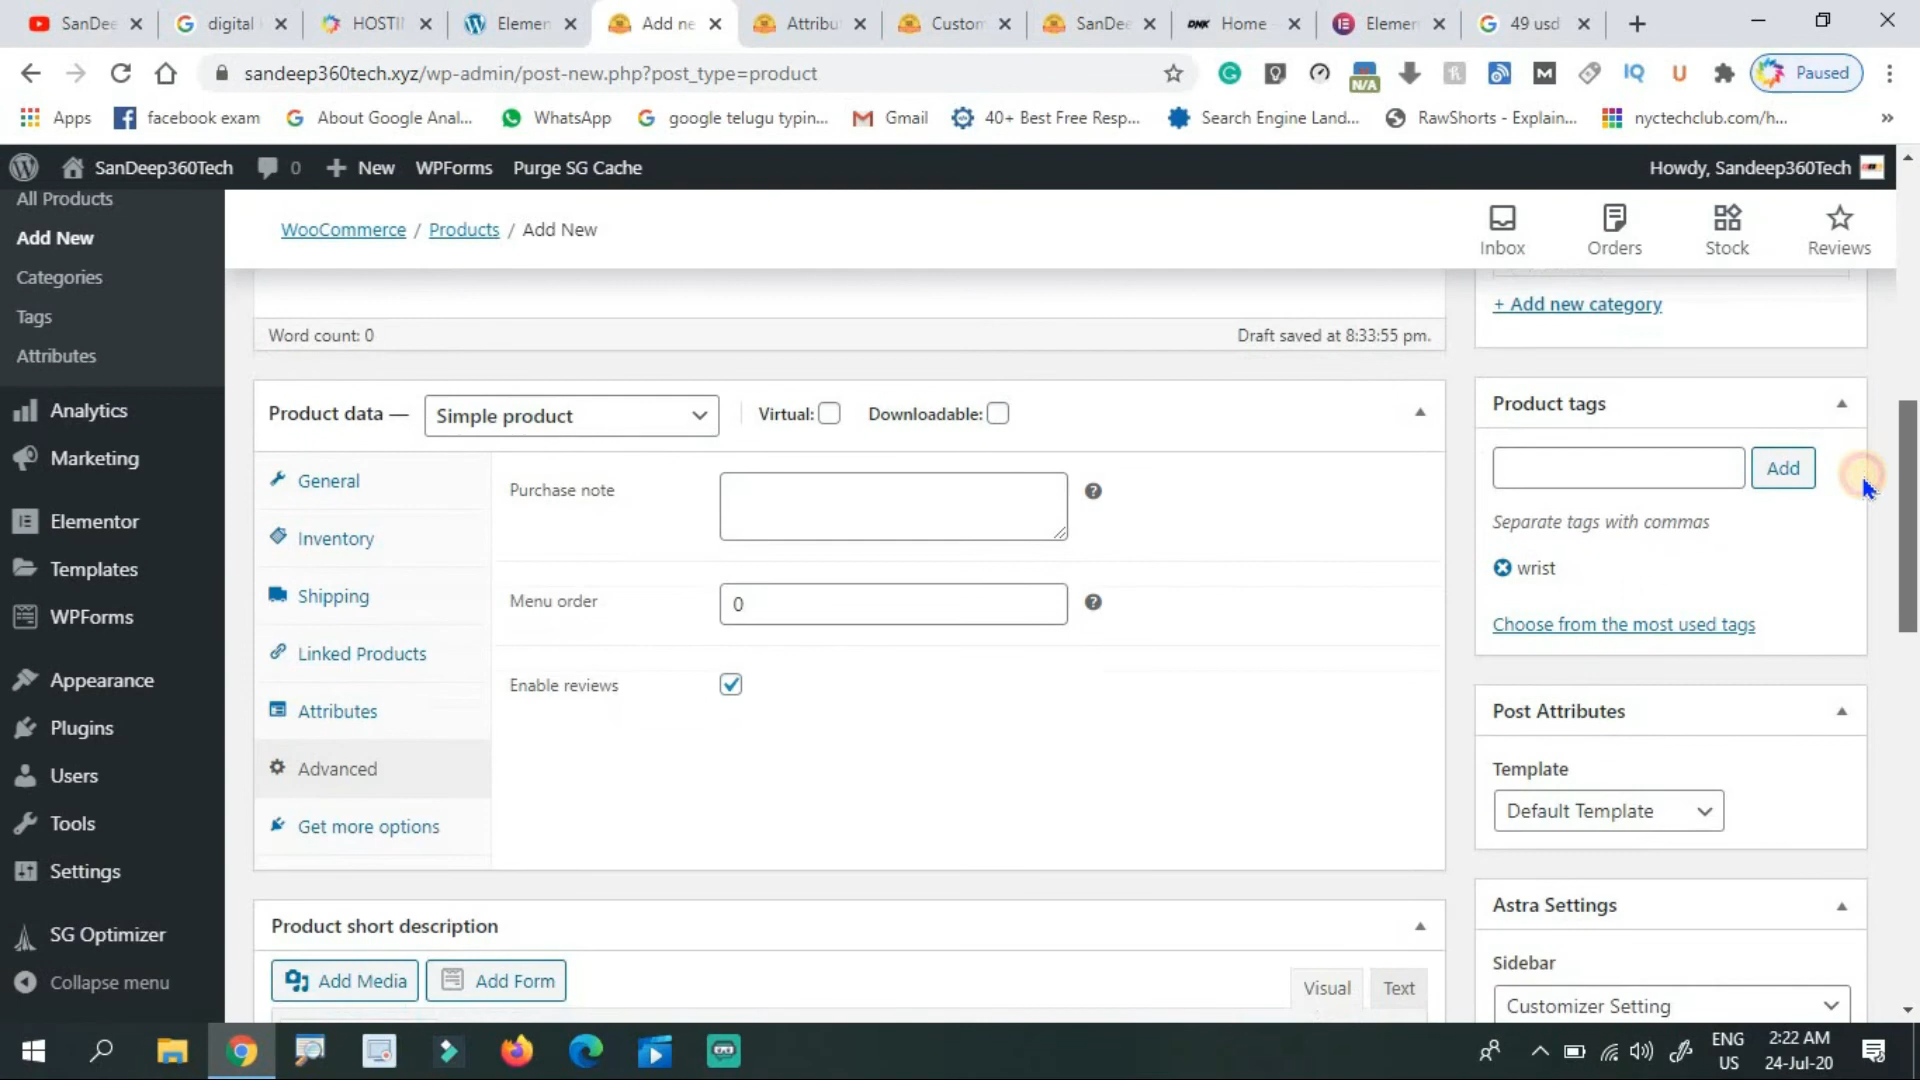 SanDee
digital
HOSTI
Elemen
Add ne
Attribu
Custom
SanDee
DNK Home
Elemen
49 usd
sandeep360tech.xyz/wp-admin/post-new.php?post_type=product
N/A
IQ
Paused
Apps
facebook exam
About Google Anal...
WhatsApp
google telugu typin...
Gmail
40+ Best Free Resp...
Search Engine Land...
RawShorts - Explain...
nyctechclub.com/h...
SanDeep360Tech
0
New
WPForms
Purge SG Cache
Howdy, Sandeep360Tech
All Products
Add New
Categories
Tags
Attributes
Analytics
Marketing
Elementor
Templates
WPForms
Appearance
Plugins
Users
Tools
Settings
SG Optimizer
Collapse menu
WooCommerce / Products / Add New
Inbox
Orders
Stock
Reviews
Word count: 0
Draft saved at 8:33:55 pm.
Product data — Simple product
Virtual:
Downloadable:
General
Inventory
Shipping
Linked Products
Attributes
Advanced
Get more options
Purchase note
Menu order
0
Enable reviews
Product short description
Add Media
Add Form
Visual
Text
+ Add new category
Product tags
Add
Separate tags with commas
wrist
Choose from the most used tags
Post Attributes
Template
Default Template
Astra Settings
Sidebar
Customizer Setting
ENG
US
2:22 AM
24-Jul-20